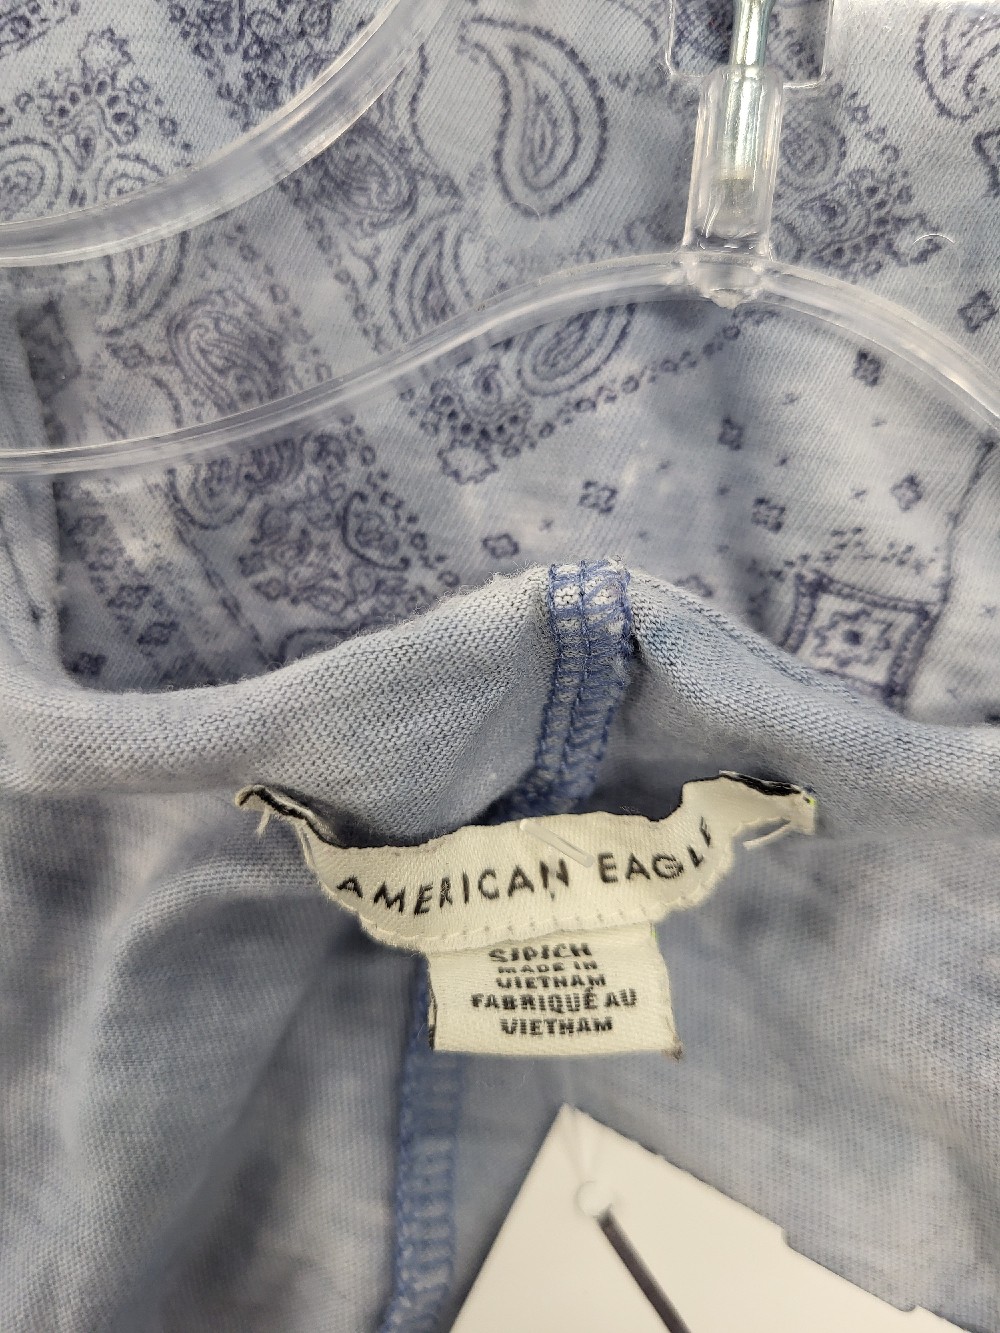 AMERICAN EAGLE
S/P/CH
MADE IN
VIETNAM
FABRIQUÉ AU
VIETNAM